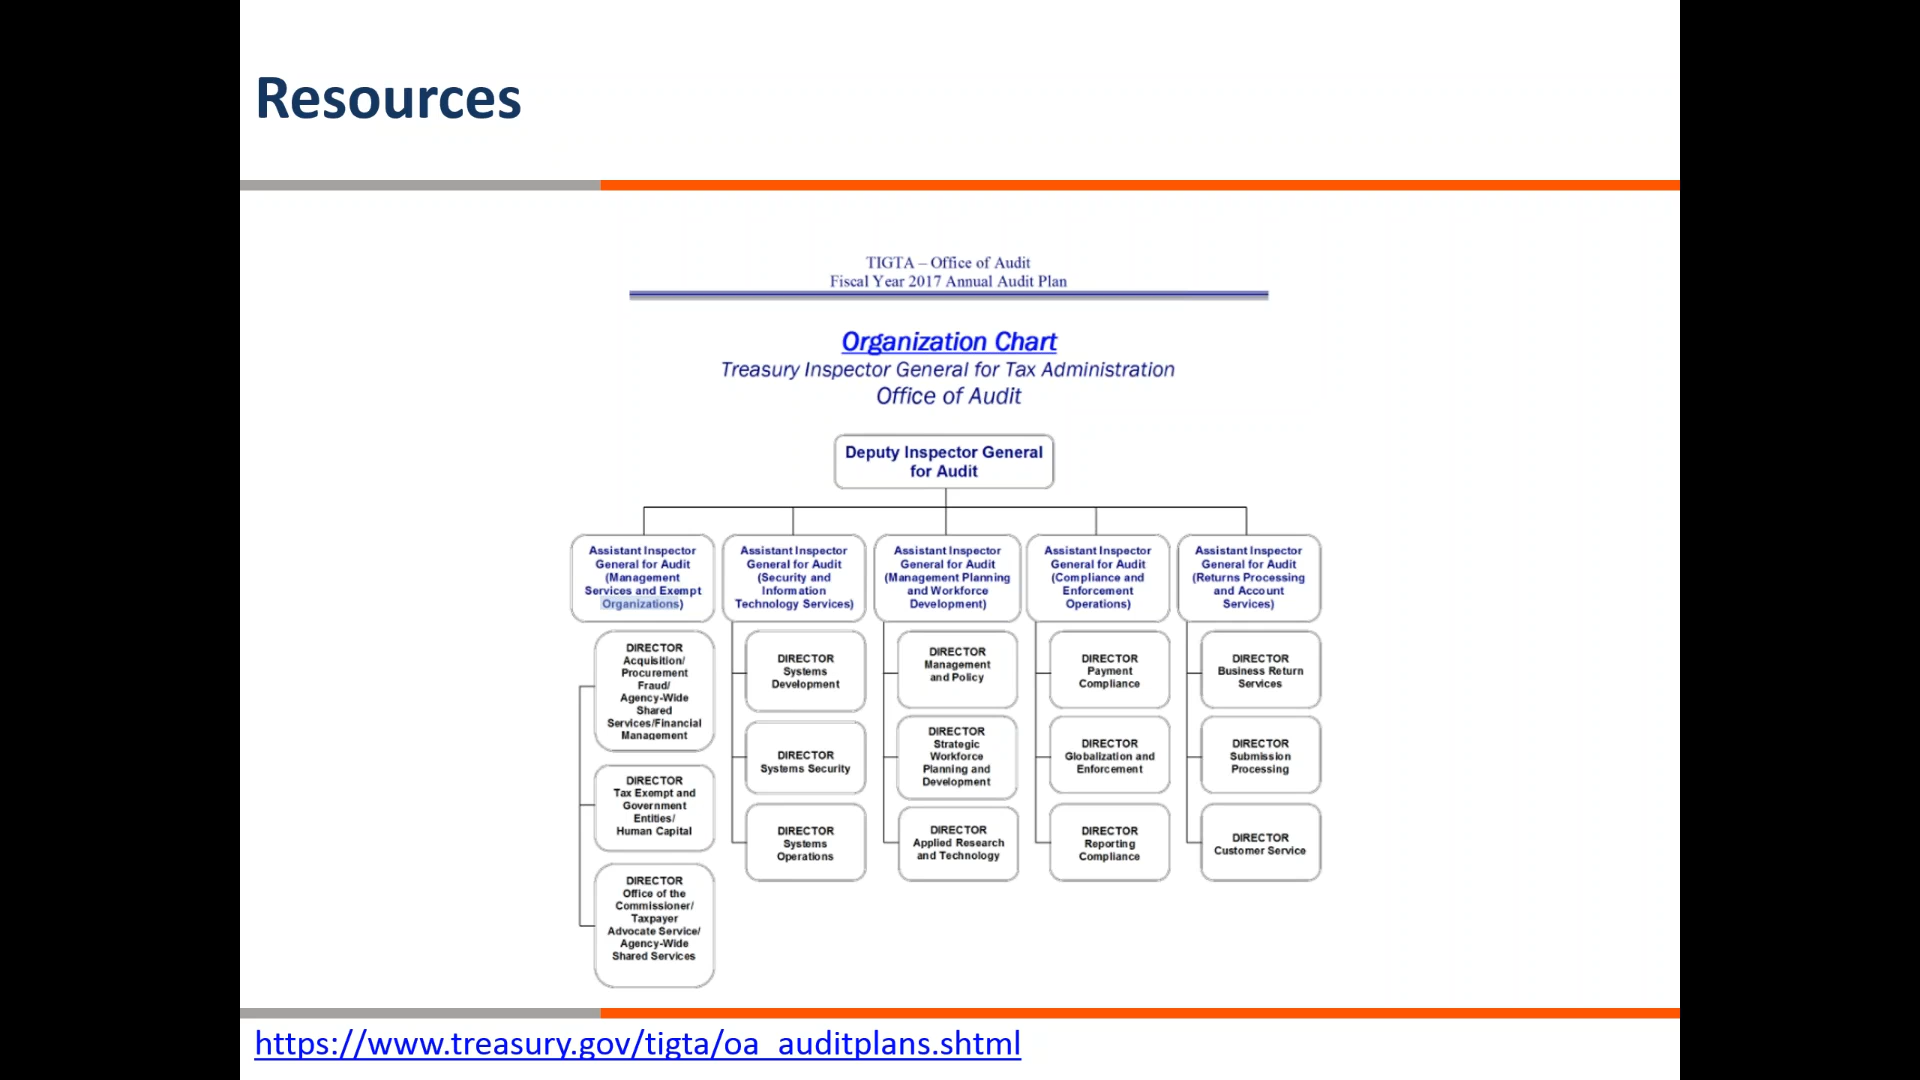 Resources
TIGTA – Office of Audit
Fiscal Year 2017 Annual Audit Plan
Organization Chart
Treasury Inspector General for Tax Administration
Office of Audit
Deputy Inspector General
for Audit
Assistant Inspector
General for Audit
(Management
Services and Exempt
Organizations)
Assistant Inspector
General for Audit
(Security and
Information
Technology Services)
Assistant Inspector
General for Audit
(Management Planning
and Workforce
Development)
Assistant Inspector
General for Audit
(Compliance and
Enforcement
Operations)
Assistant Inspector
General for Audit
(Returns Processing
and Account
Services)
DIRECTOR
Acquisition/
Procurement
Fraud/
Agency-Wide
Shared
Services/Financial
Management
DIRECTOR
Tax Exempt and
Government
Entities/
Human Capital
DIRECTOR
Office of the
Commissioner/
Taxpayer
Advocate Service/
Agency-Wide
Shared Services
DIRECTOR
Systems
Development
DIRECTOR
Systems Security
DIRECTOR
Systems
Operations
DIRECTOR
Management
and Policy
DIRECTOR
Strategic
Workforce
Planning and
Development
DIRECTOR
Applied Research
and Technology
DIRECTOR
Payment
Compliance
DIRECTOR
Globalization and
Enforcement
DIRECTOR
Reporting
Compliance
DIRECTOR
Business Return
Services
DIRECTOR
Submission
Processing
DIRECTOR
Customer Service
https://www.treasury.gov/tigta/oa_auditplans.shtml